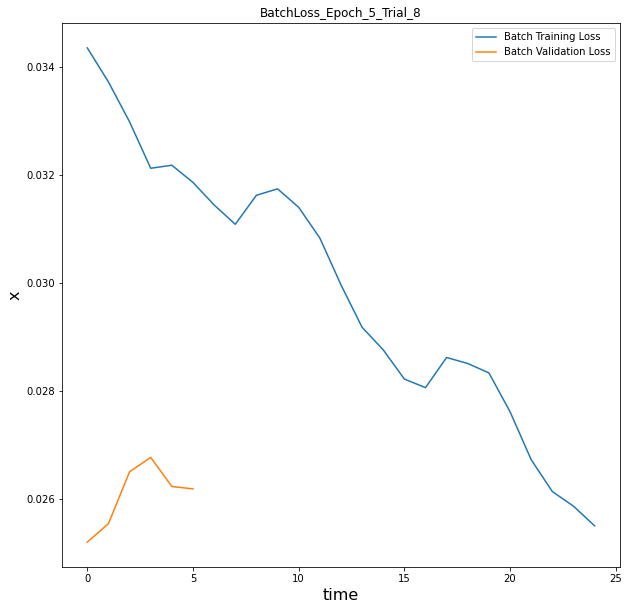 BatchLoss_Epoch_5_Trial_8
Batch Training Loss
Batch Validation Loss
0.034
0.032
0.030
0.028
0.026
x
0
5
10
15
20
25
time